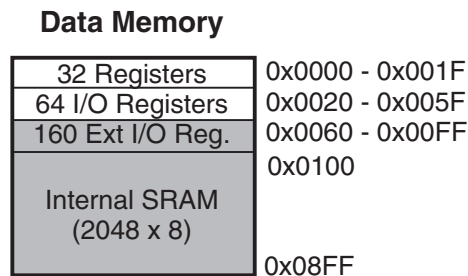 Data Memory
32 Registers 0x0000 - 0x001F
64 I/O Registers 0x0020 - 0x005F
160 Ext I/O Reg. 0x0060 - 0x00FF
0x0100
Internal SRAM
(2048 x 8)
0x08FF